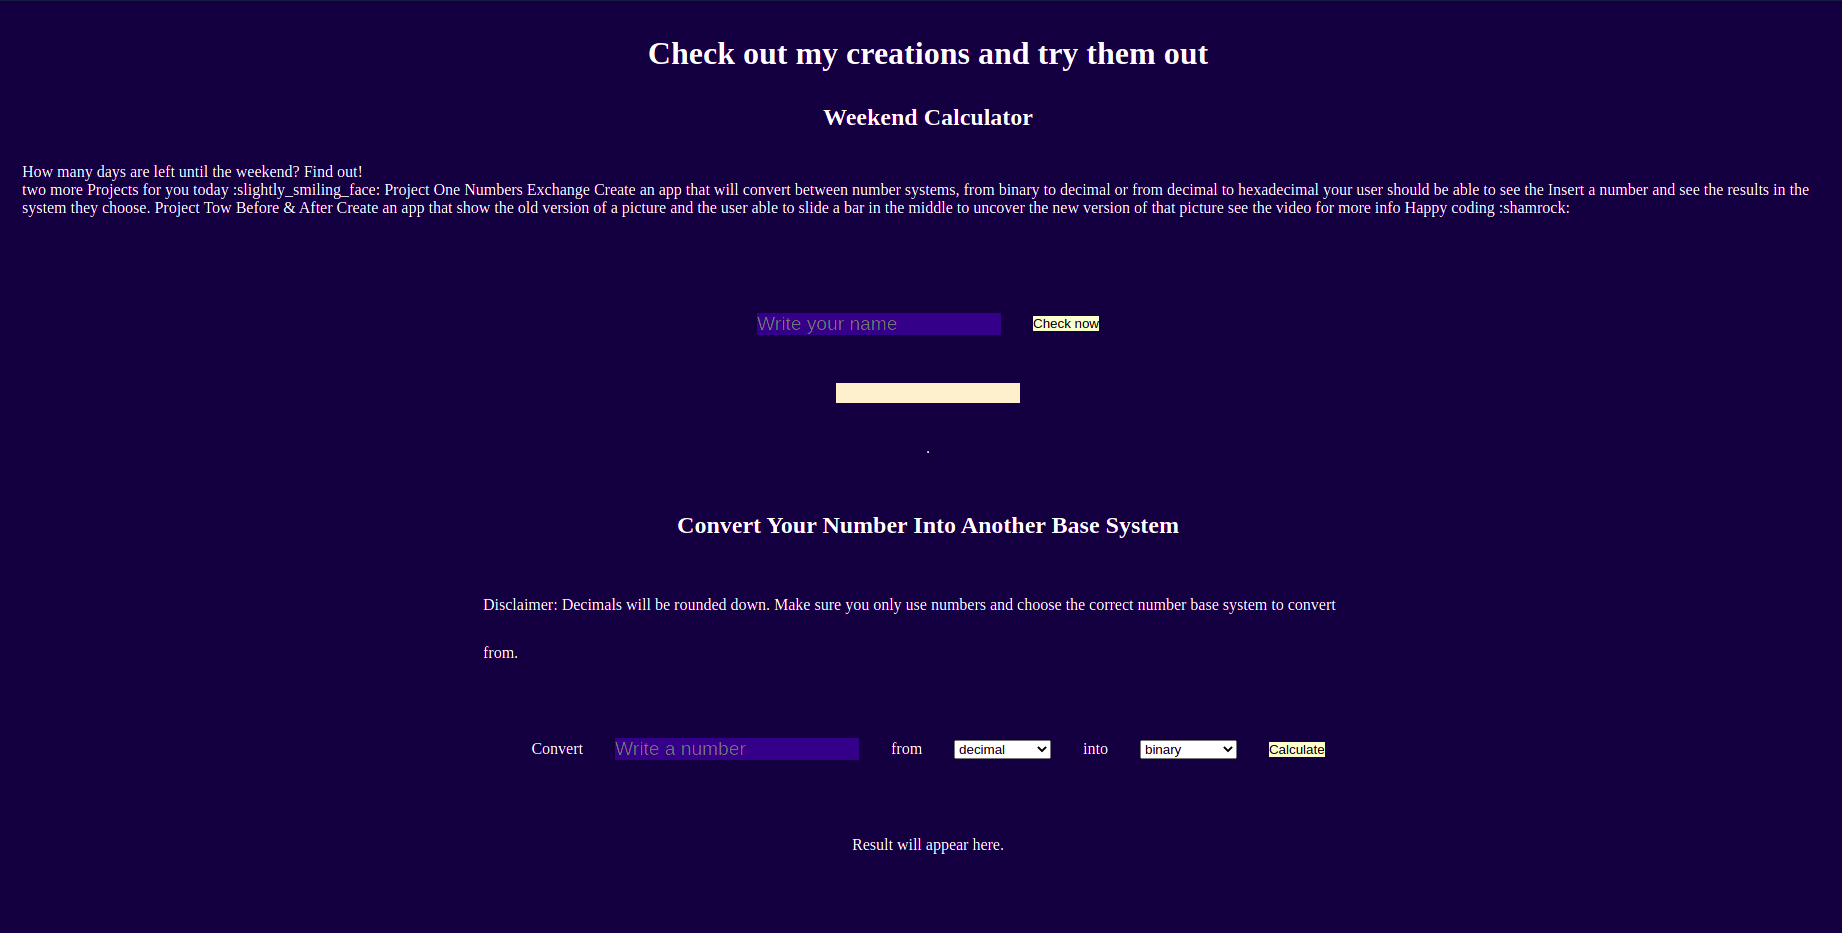 Check out my creations and try them out
Weekend Calculator
How many days are left until the weekend? Find out!
two more Projects for you today :slightly_smiling_face: Project One Numbers Exchange Create an app that will convert between number systems, from binary to decimal or from decimal to hexadecimal your user should be able to see the Insert a number and see the results in the
system they choose. Project Tow Before & After Create an app that show the old version of a picture and the user able to slide a bar in the middle to uncover the new version of that picture see the video for more info Happy coding :shamrock:
Write your name Check now
.
Convert Your Number Into Another Base System
Disclaimer: Decimals will be rounded down. Make sure you only use numbers and choose the correct number base system to convert
from.
Convert Write a number from decimal into binary Calculate
Result will appear here.